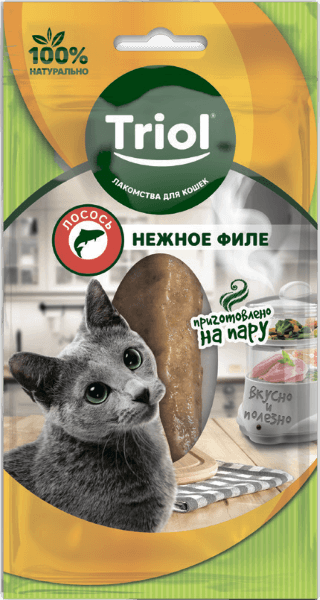 100%
НАТУРАЛЬНО
Triol®
ЛАКОМСТВА ДЛЯ КОШЕК
ЛОСОСЬ
НЕЖНОЕ ФИЛЕ
приготовлено
на пару
ВКУСНО
и
ПОЛЕЗНО